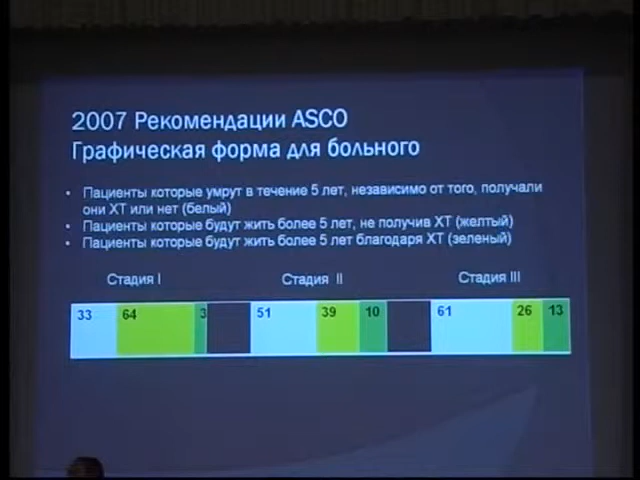 2007 Рекомендации ASCO
Графическая форма для больного
• Пациенты которые умрут в течение 5 лет, независимо от того, получали
они ХТ или нет (белый)
• Пациенты которые будут жить более 5 лет, не получив ХТ (желтый)
• Пациенты которые будут жить более 5 лет благодаря ХТ (зеленый)
Стадия I Стадия II Стадия III
33 64 3 51 39 10 61 26 13